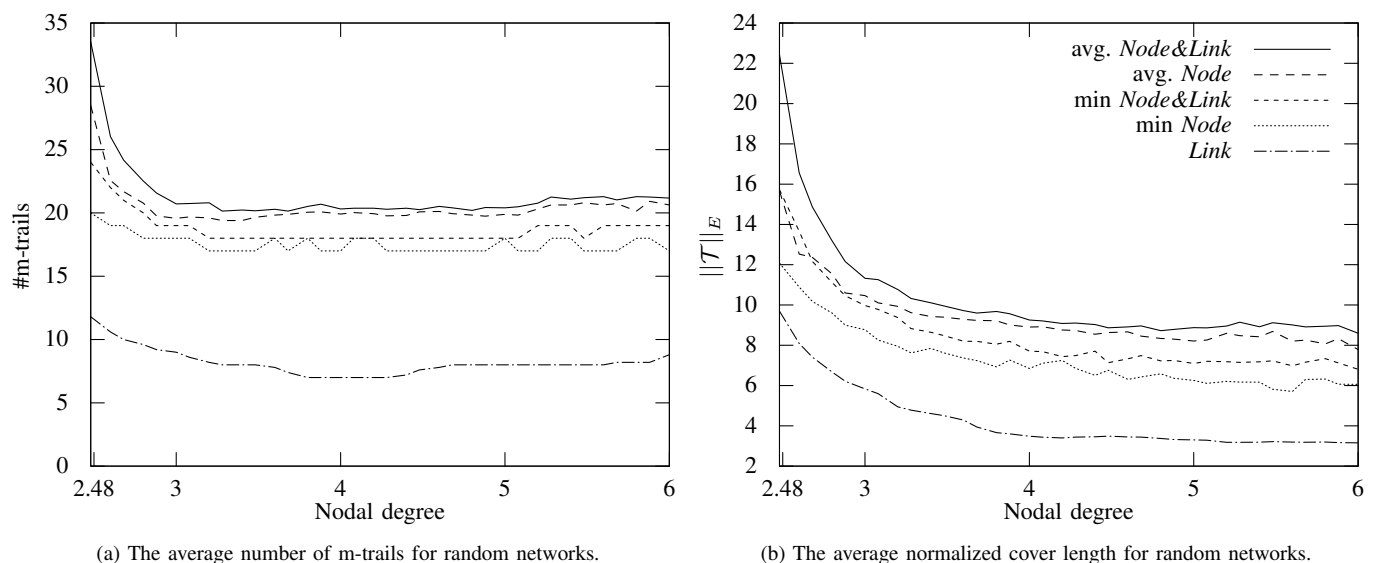 35
30
25
20
15
10
5
0
#m-trails
2.48 3 4 5 6
Nodal degree
(a) The average number of m-trails for random networks.
24
22
20
18
16
14
12
10
8
6
4
2
||𝒯||_E
avg. Node&Link
avg. Node
min Node&Link
min Node
Link
2.48 3 4 5 6
Nodal degree
(b) The average normalized cover length for random networks.